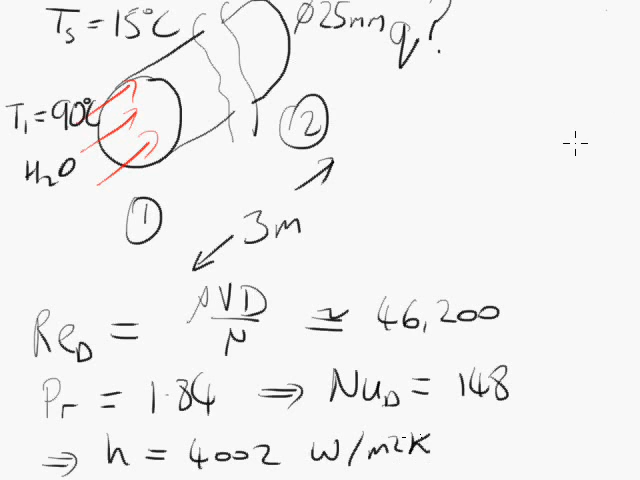 Ts = 15°C
ø25mm q?
T1 = 90°C
H2O
1
2
3m
ReD = ρVD/μ ≃ 46,200
Pr = 1.84 ⇒ NuD = 148
⇒ h = 4002 W/m2K